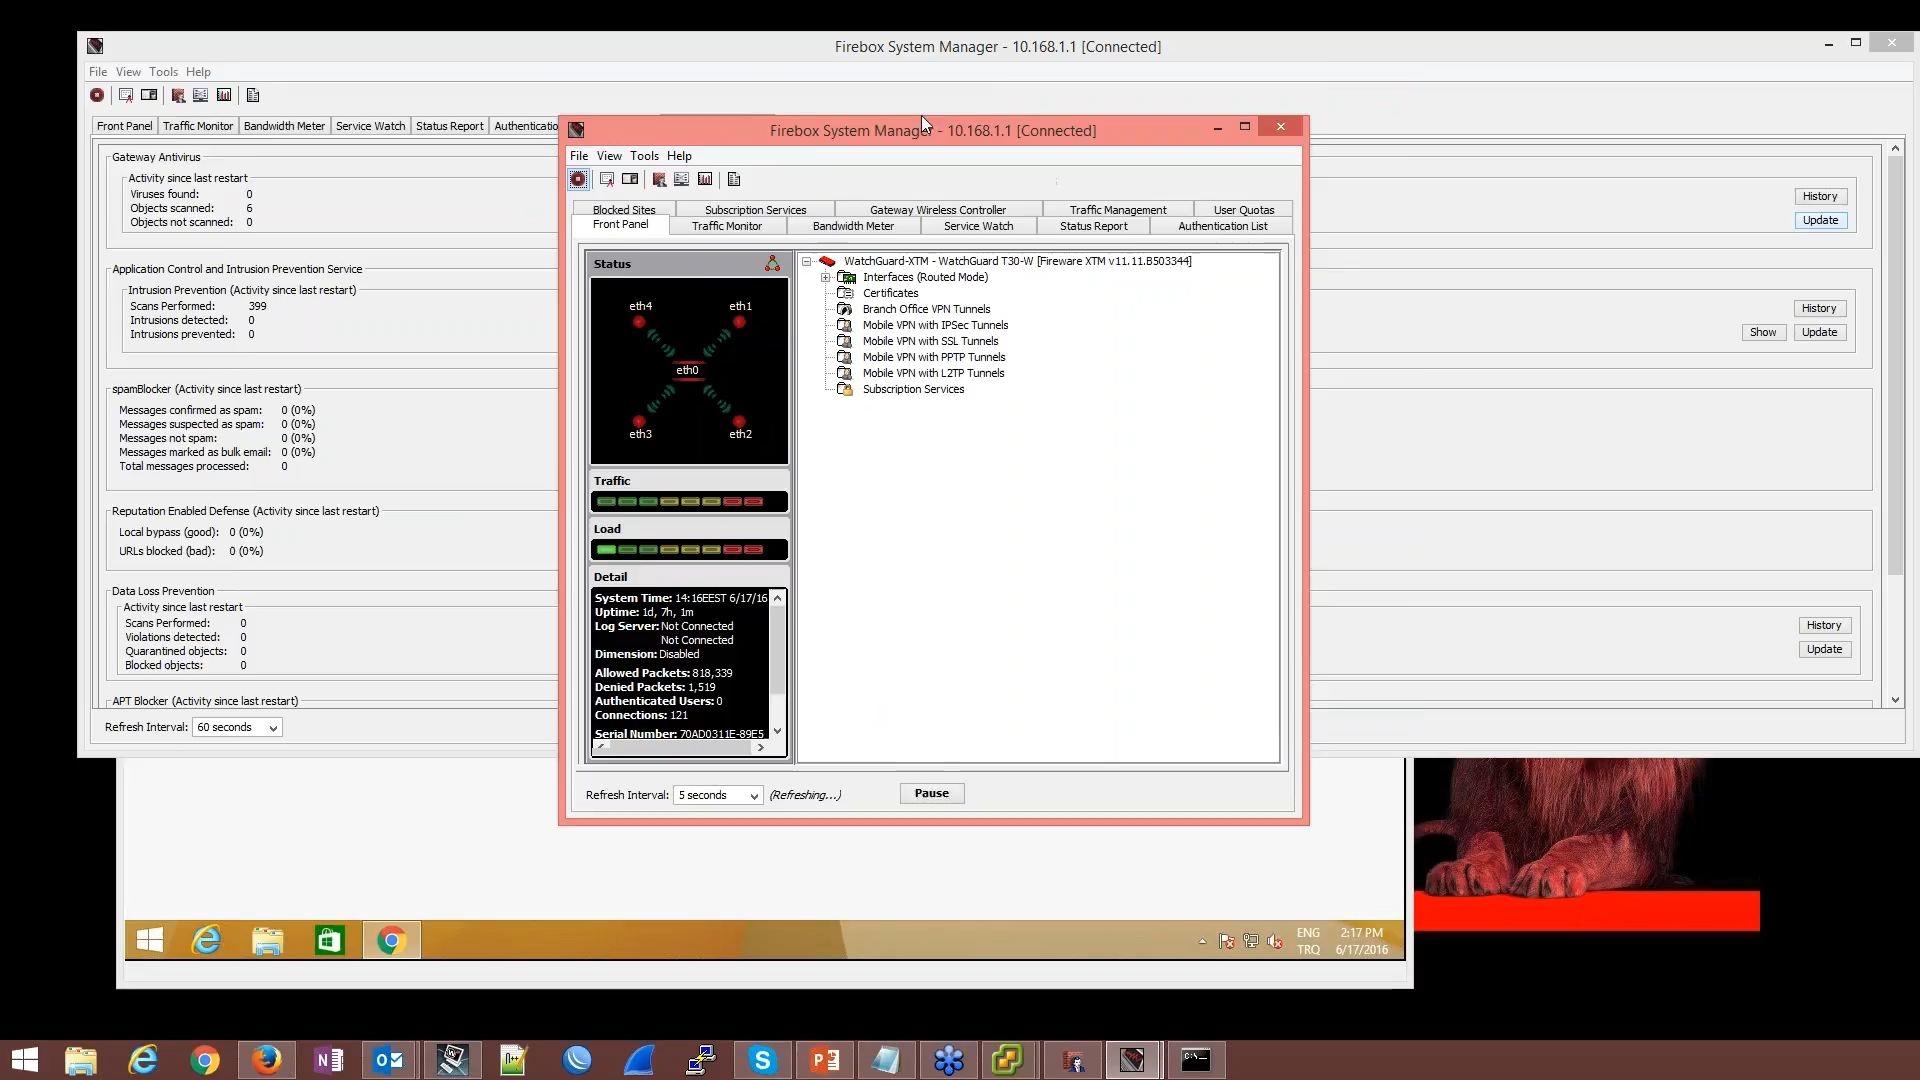 Firebox System Manager - 10.168.1.1 [Connected]
File View Tools Help
Front Panel Traffic Monitor Bandwidth Meter Service Watch Status Report Authenticatio
Gateway Antivirus
Activity since last restart
Viruses found: 0
Objects scanned: 6
Objects not scanned: 0
History
Update
Application Control and Intrusion Prevention Service
Intrusion Prevention (Activity since last restart)
Scans Performed: 399
Intrusions detected: 0
Intrusions prevented: 0
History
Show Update
spamBlocker (Activity since last restart)
Messages confirmed as spam: 0 (0%)
Messages suspected as spam: 0 (0%)
Messages not spam: 0 (0%)
Messages marked as bulk email: 0 (0%)
Total messages processed: 0
Reputation Enabled Defense (Activity since last restart)
Local bypass (good): 0 (0%)
URLs blocked (bad): 0 (0%)
Data Loss Prevention
Activity since last restart
Scans Performed: 0
Violations detected: 0
Quarantined objects: 0
Blocked objects: 0
History
Update
APT Blocker (Activity since last restart)
Refresh Interval: 60 seconds
Firebox System Manager - 10.168.1.1 [Connected]
File View Tools Help
Blocked Sites Subscription Services Gateway Wireless Controller Traffic Management User Quotas
Front Panel Traffic Monitor Bandwidth Meter Service Watch Status Report Authentication List
Status
eth4 eth1
eth0
eth3 eth2
Traffic
Load
Detail
System Time: 14:16EEST 6/17/16
Uptime: 1d, 7h, 1m
Log Server: Not Connected
Not Connected
Dimension: Disabled
Allowed Packets: 818,339
Denied Packets: 1,519
Authenticated Users: 0
Connections: 121
Serial Number: 70AD0311E-89E5
WatchGuard-XTM - WatchGuard T30-W [Fireware XTM v11.11.B503344]
Interfaces (Routed Mode)
Certificates
Branch Office VPN Tunnels
Mobile VPN with IPSec Tunnels
Mobile VPN with SSL Tunnels
Mobile VPN with PPTP Tunnels
Mobile VPN with L2TP Tunnels
Subscription Services
Refresh Interval: 5 seconds (Refreshing...) Pause
ENG 2:17 PM
TRQ 6/17/2016